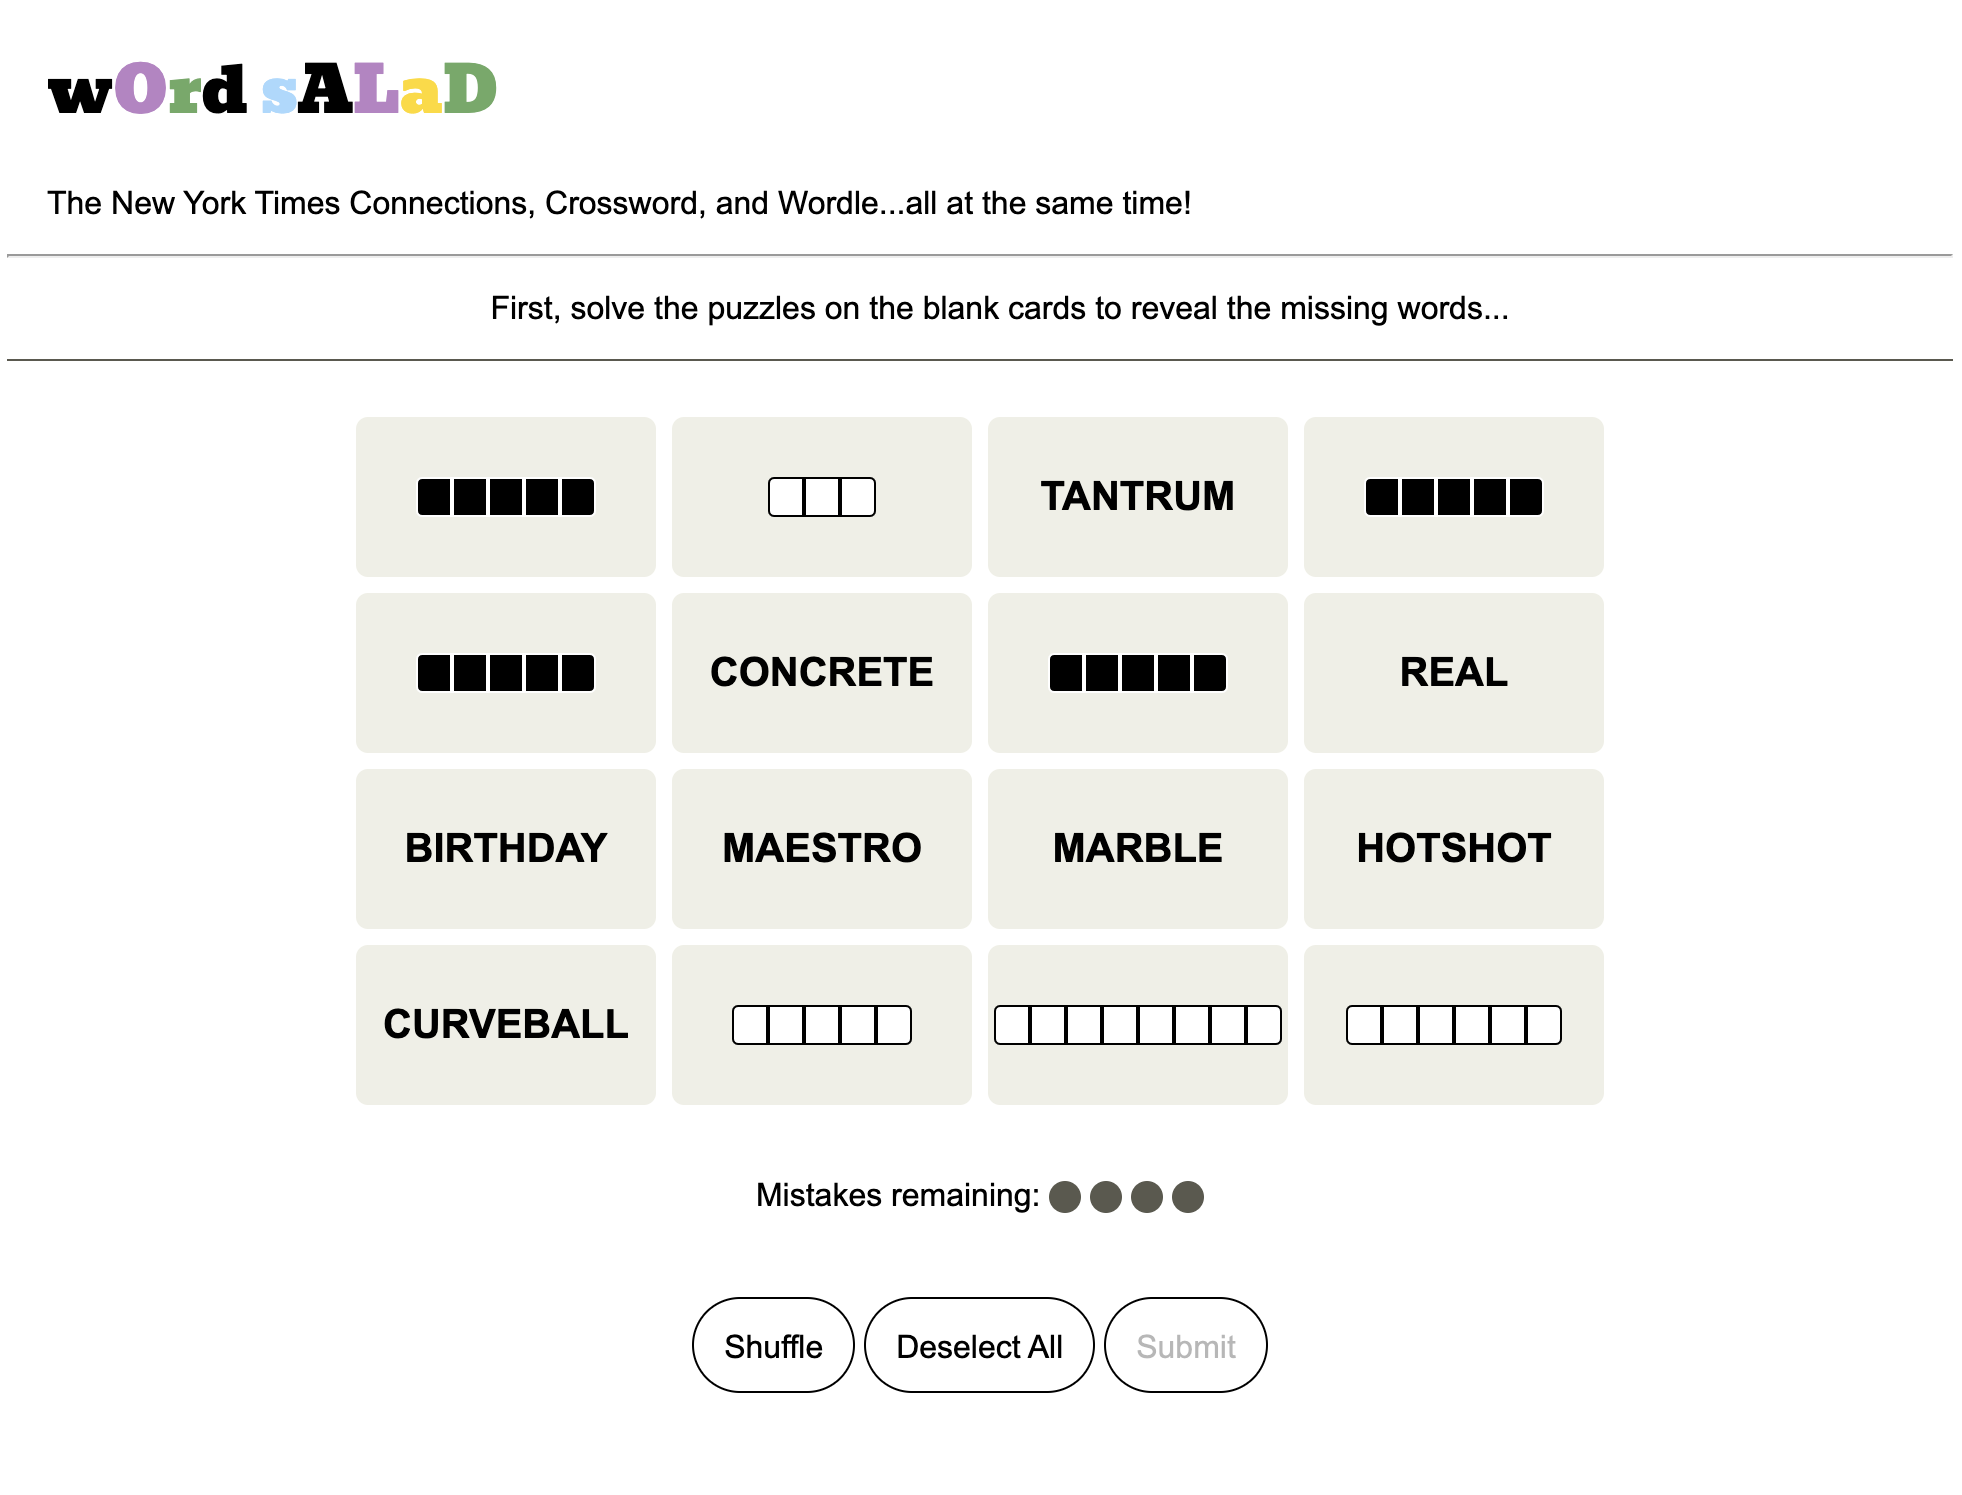 wOrd sALaD
The New York Times Connections, Crossword, and Wordle...all at the same time!
First, solve the puzzles on the blank cards to reveal the missing words...
TANTRUM
CONCRETE
REAL
BIRTHDAY
MAESTRO
MARBLE
HOTSHOT
CURVEBALL
Mistakes remaining:
Shuffle
Deselect All
Submit